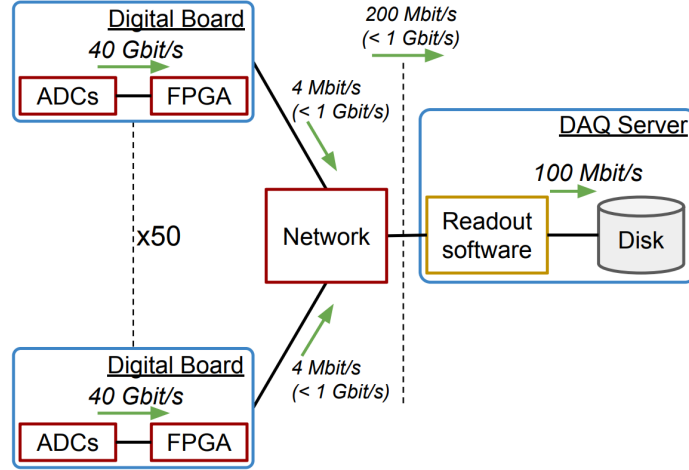 Digital Board
40 Gbit/s
ADCs
FPGA
200 Mbit/s
(< 1 Gbit/s)
4 Mbit/s
(< 1 Gbit/s)
DAQ Server
100 Mbit/s
Readout
software
Disk
Network
x50
4 Mbit/s
(< 1 Gbit/s)
Digital Board
40 Gbit/s
ADCs
FPGA